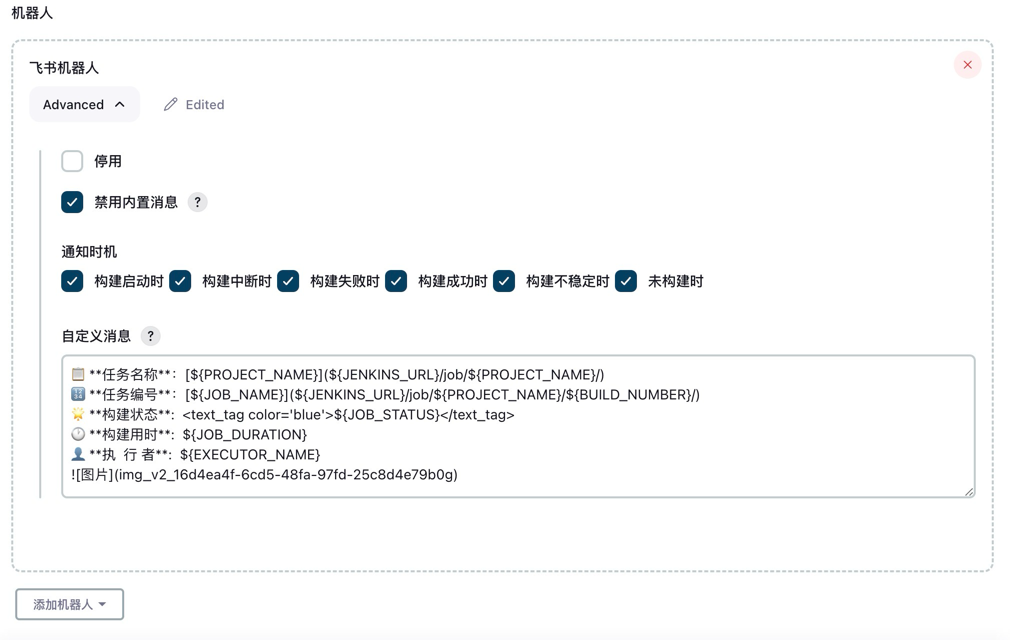 机器人
飞书机器人
Advanced
Edited
停用
禁用内置消息 ?
通知时机
构建启动时 构建中断时 构建失败时 构建成功时 构建不稳定时 未构建时
自定义消息 ?
📋 **任务名称**：[${PROJECT_NAME}](${JENKINS_URL}/job/${PROJECT_NAME}/)
🔢 **任务编号**：[${JOB_NAME}](${JENKINS_URL}/job/${PROJECT_NAME}/${BUILD_NUMBER}/)
🌟 **构建状态**: <text_tag color='blue'>${JOB_STATUS}</text_tag>
🕐 **构建用时**: ${JOB_DURATION}
👤 **执  行 者**: ${EXECUTOR_NAME}
![图片](img_v2_16d4ea4f-6cd5-48fa-97fd-25c8d4e79b0g)
添加机器人